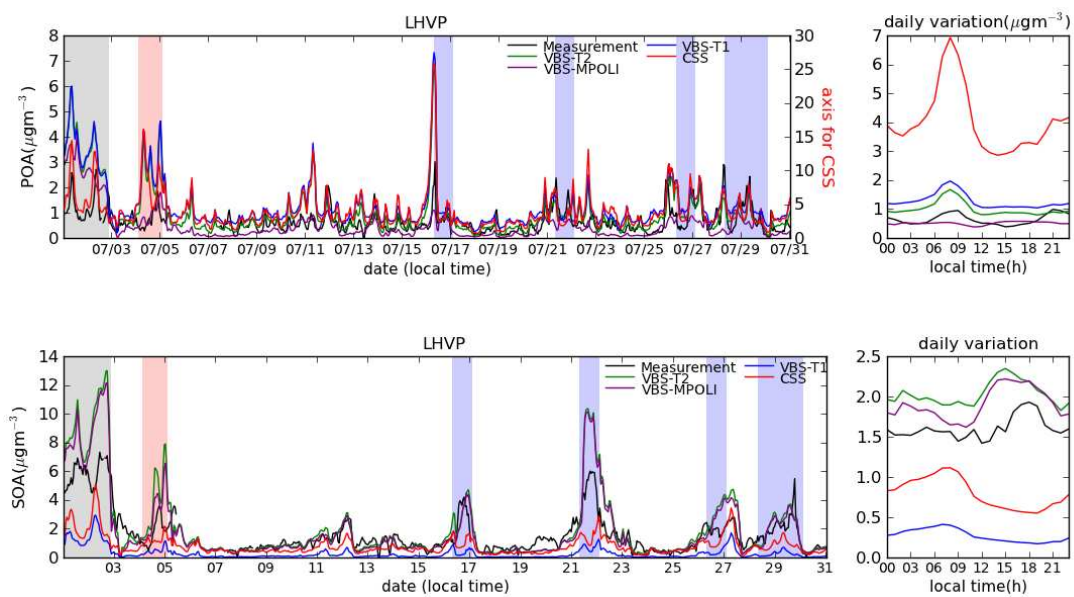 LHVP
daily variation(μgm−3)
8
7
6
5
4
3
2
1
0
POA(μgm−3)
Measurement
VBS-T2
VBS-MPOLI
VBS-T1
CSS
30
25
20
15
10
5
0
axis for CSS
07/03 07/05 07/09 07/09 07/11 07/13 07/15 07/17 07/19 07/21 07/23 07/25 07/27 07/29 07/31
date (local time)
7
6
5
4
3
2
1
0
00 03 06 09 12 15 18 21
local time(h)
LHVP
daily variation
14
12
10
8
6
4
2
0
SOA(μgm−3)
Measurement
VBS-T2
VBS-MPOLI
VBS-T1
CSS
03 05 07 09 11 13 15 17 19 21 23 25 27 29 31
date (local time)
2.5
2.0
1.5
1.0
0.5
0.0
00 03 06 09 12 15 18 21
local time(h)